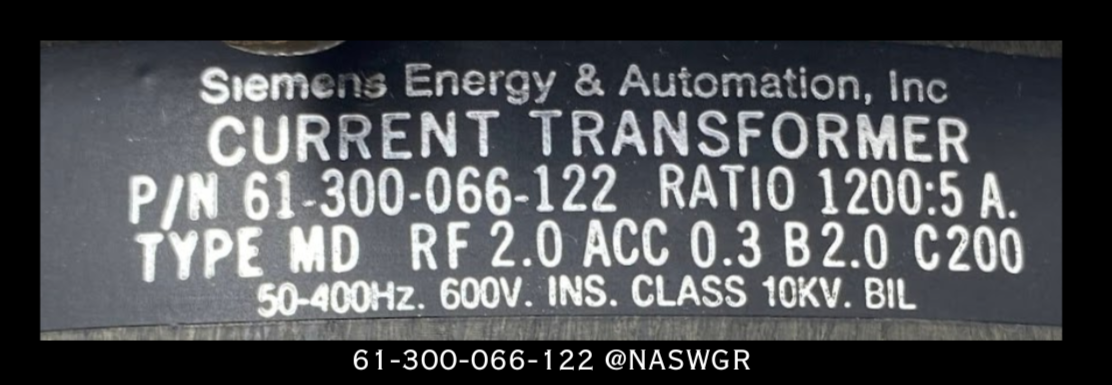 Siemens Energy & Automation, Inc
CURRENT TRANSFORMER
P/N 61-300-066-122 RATIO 1200:5 A.
TYPE MD RF 2.0 ACC 0.3 B 2.0 C200
50-400Hz. 600V. INS. CLASS 10KV. BIL
61-300-066-122 @NASWGR